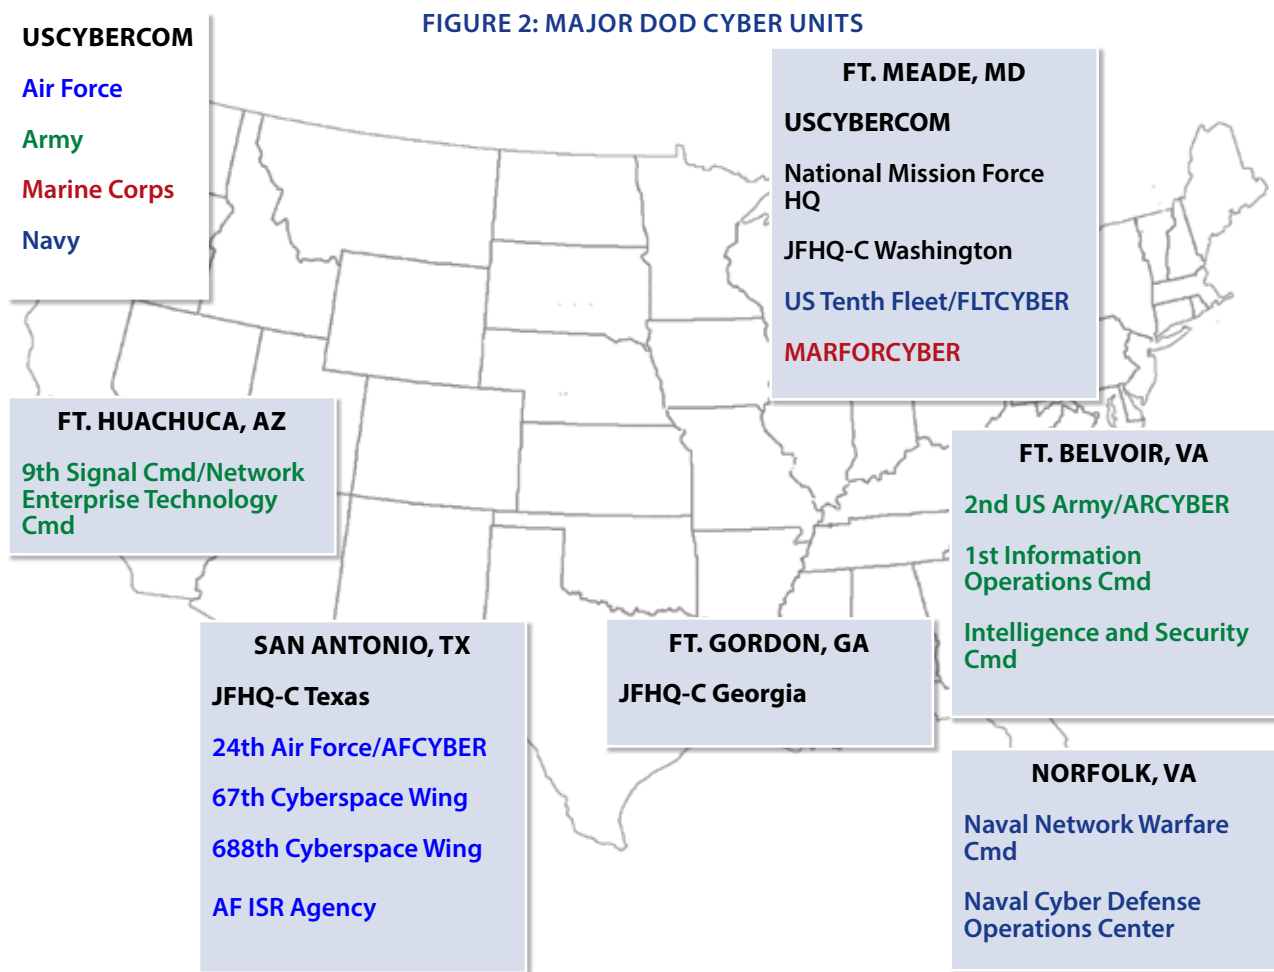 FIGURE 2: MAJOR DOD CYBER UNITS
USCYBERCOM
Air Force
Army
Marine Corps
Navy
FT. MEADE, MD
USCYBERCOM
National Mission Force
HQ
JFHQ-C Washington
US Tenth Fleet/FLTCYBER
MARFORCYBER
FT. HUACHUCA, AZ
9th Signal Cmd/Network
Enterprise Technology
Cmd
FT. BELVOIR, VA
2nd US Army/ARCYBER
1st Information
Operations Cmd
Intelligence and Security
Cmd
SAN ANTONIO, TX
JFHQ-C Texas
24th Air Force/AFCYBER
67th Cyberspace Wing
688th Cyberspace Wing
AF ISR Agency
FT. GORDON, GA
JFHQ-C Georgia
NORFOLK, VA
Naval Network Warfare
Cmd
Naval Cyber Defense
Operations Center